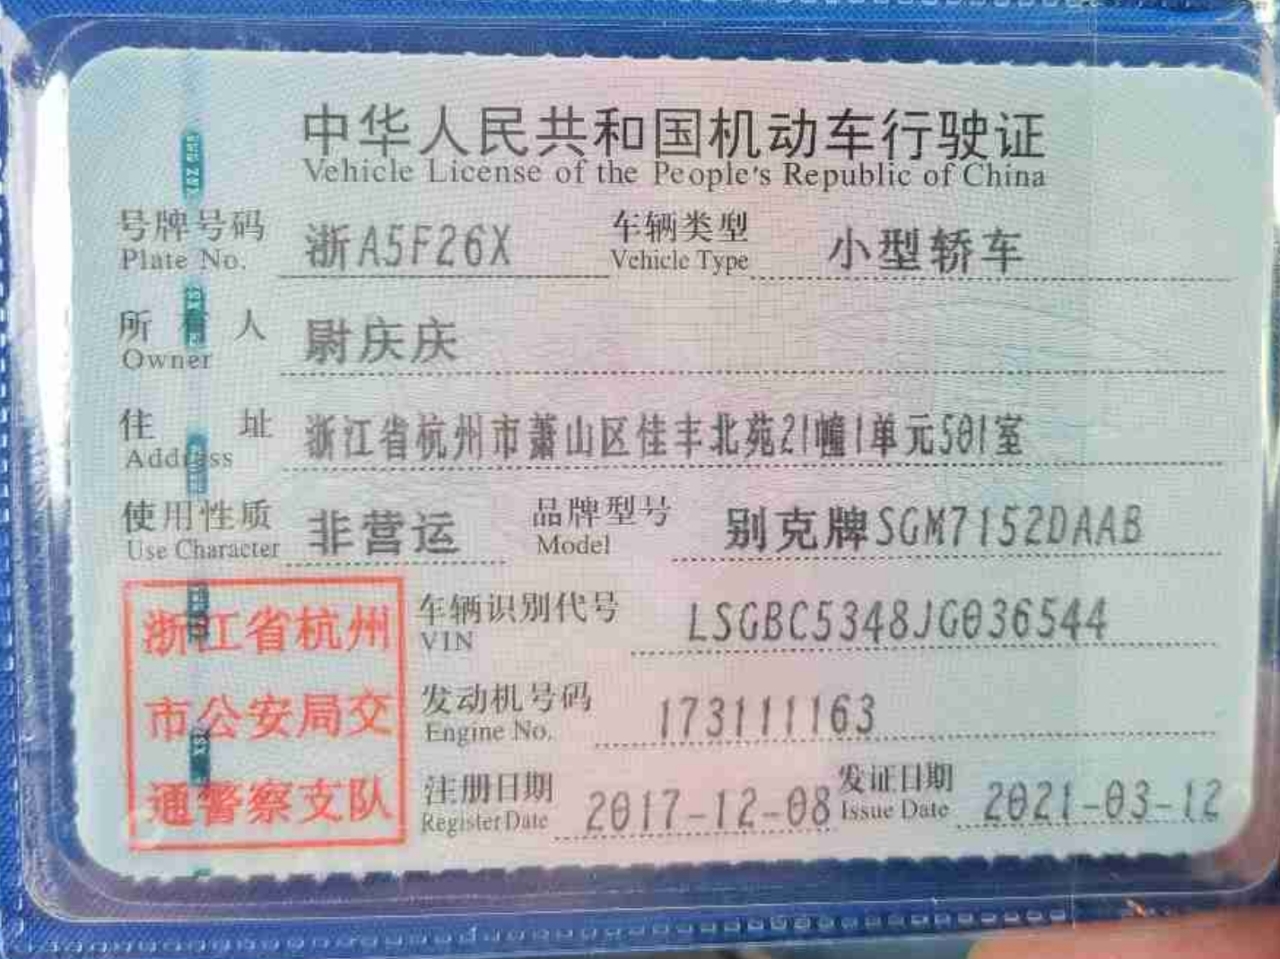 中华人民共和国机动车行驶证
Vehicle License of the People's Republic of China
号牌号码 浙A5F26X 车辆类型 小型轿车
Plate No. Vehicle Type
所有人 尉庆庆
Owner
住址 浙江省杭州市萧山区佳丰北苑21幢1单元501室
Address
使用性质 非营运 品牌型号 别克牌SGM7152DAAB
Use Character Model
浙江省杭州
市公安局交
通警察支队
车辆识别代号 LSGBC5348JG036544
VIN
发动机号码 173111163
Engine No.
注册日期 2017-12-08 发证日期 2021-03-12
Register Date Issue Date